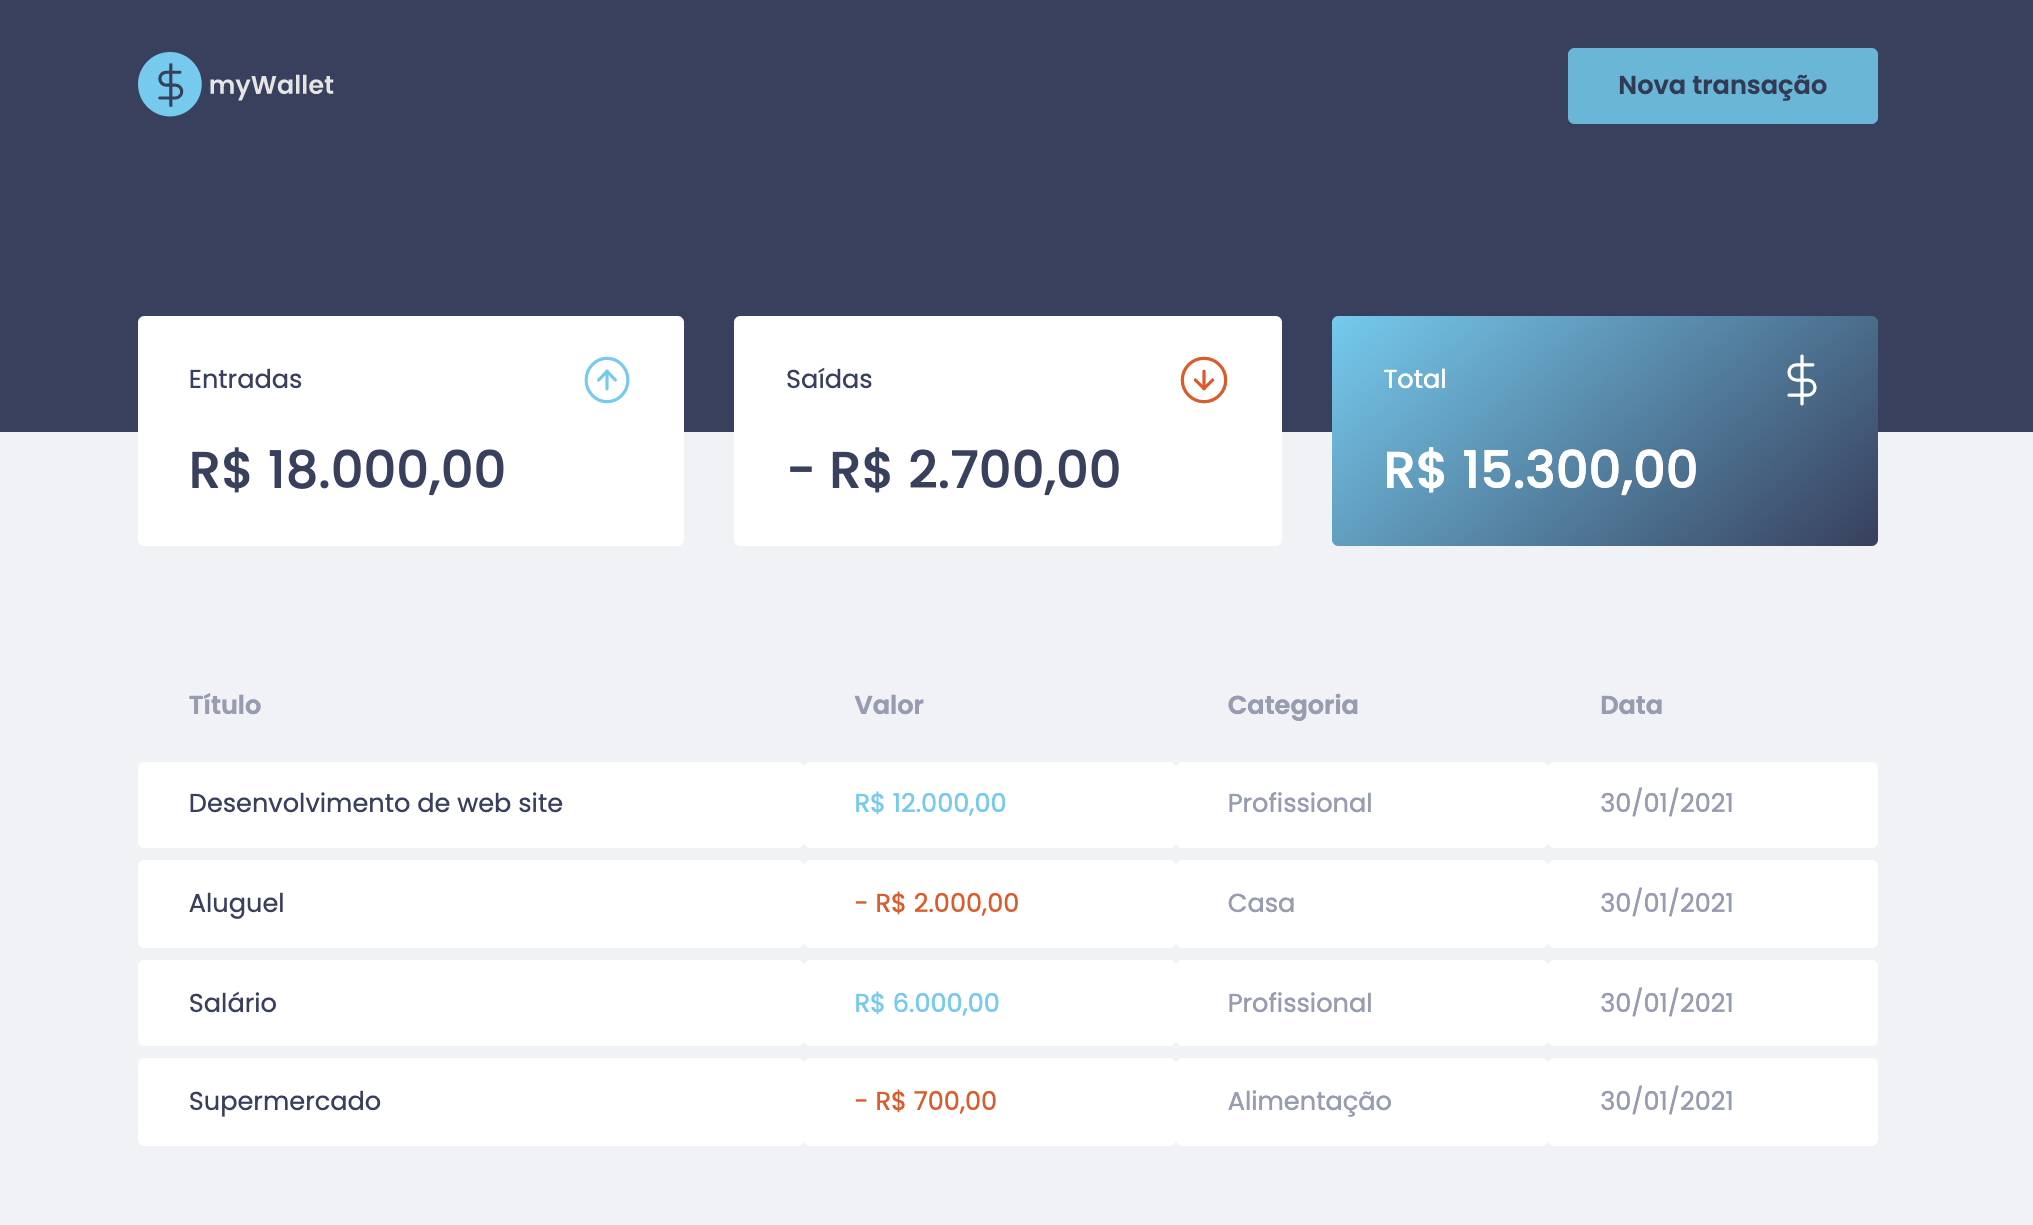 myWallet
Nova transação
Entradas
R$ 18.000,00
Saídas
- R$ 2.700,00
Total
$
R$ 15.300,00
Título Valor Categoria Data
Desenvolvimento de web site R$ 12.000,00 Profissional 30/01/2021
Aluguel - R$ 2.000,00 Casa 30/01/2021
Salário R$ 6.000,00 Profissional 30/01/2021
Supermercado - R$ 700,00 Alimentação 30/01/2021